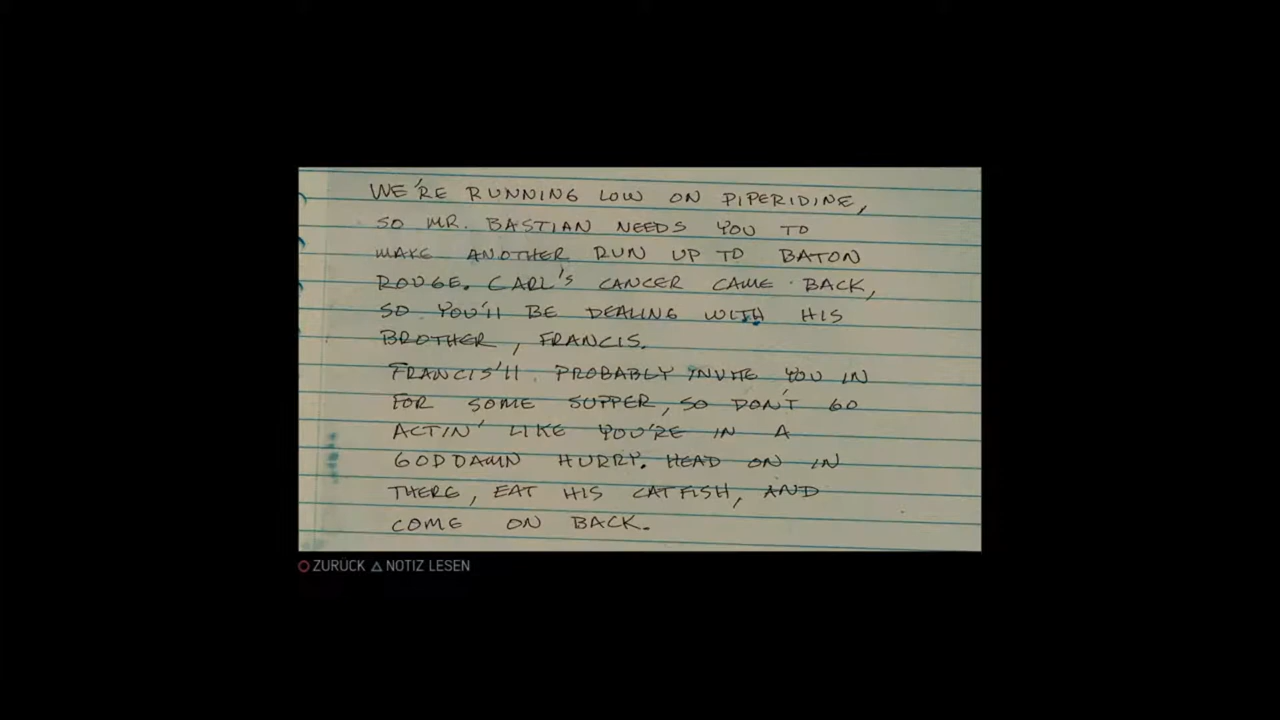 WE'RE RUNNING LOW ON PIPERIDINE,
SO MR. BASTIAN NEEDS YOU TO
MAKE ANOTHER RUN UP TO BATON
ROUGE. CARL'S CANCER CAME BACK,
SO YOU'll BE DEALING WITH HIS
BROTHER, FRANCIS.
FRANCIS'll PROBABLY INVITE YOU IN
FOR SOME SUPPER, SO DON'T GO
ACTIN' LIKE YOU'RE IN A
GODDAMN HURRY. HEAD ON IN
THERE, EAT HIS CATFISH, AND
COME ON BACK.
ZURÜCK NOTIZ LESEN